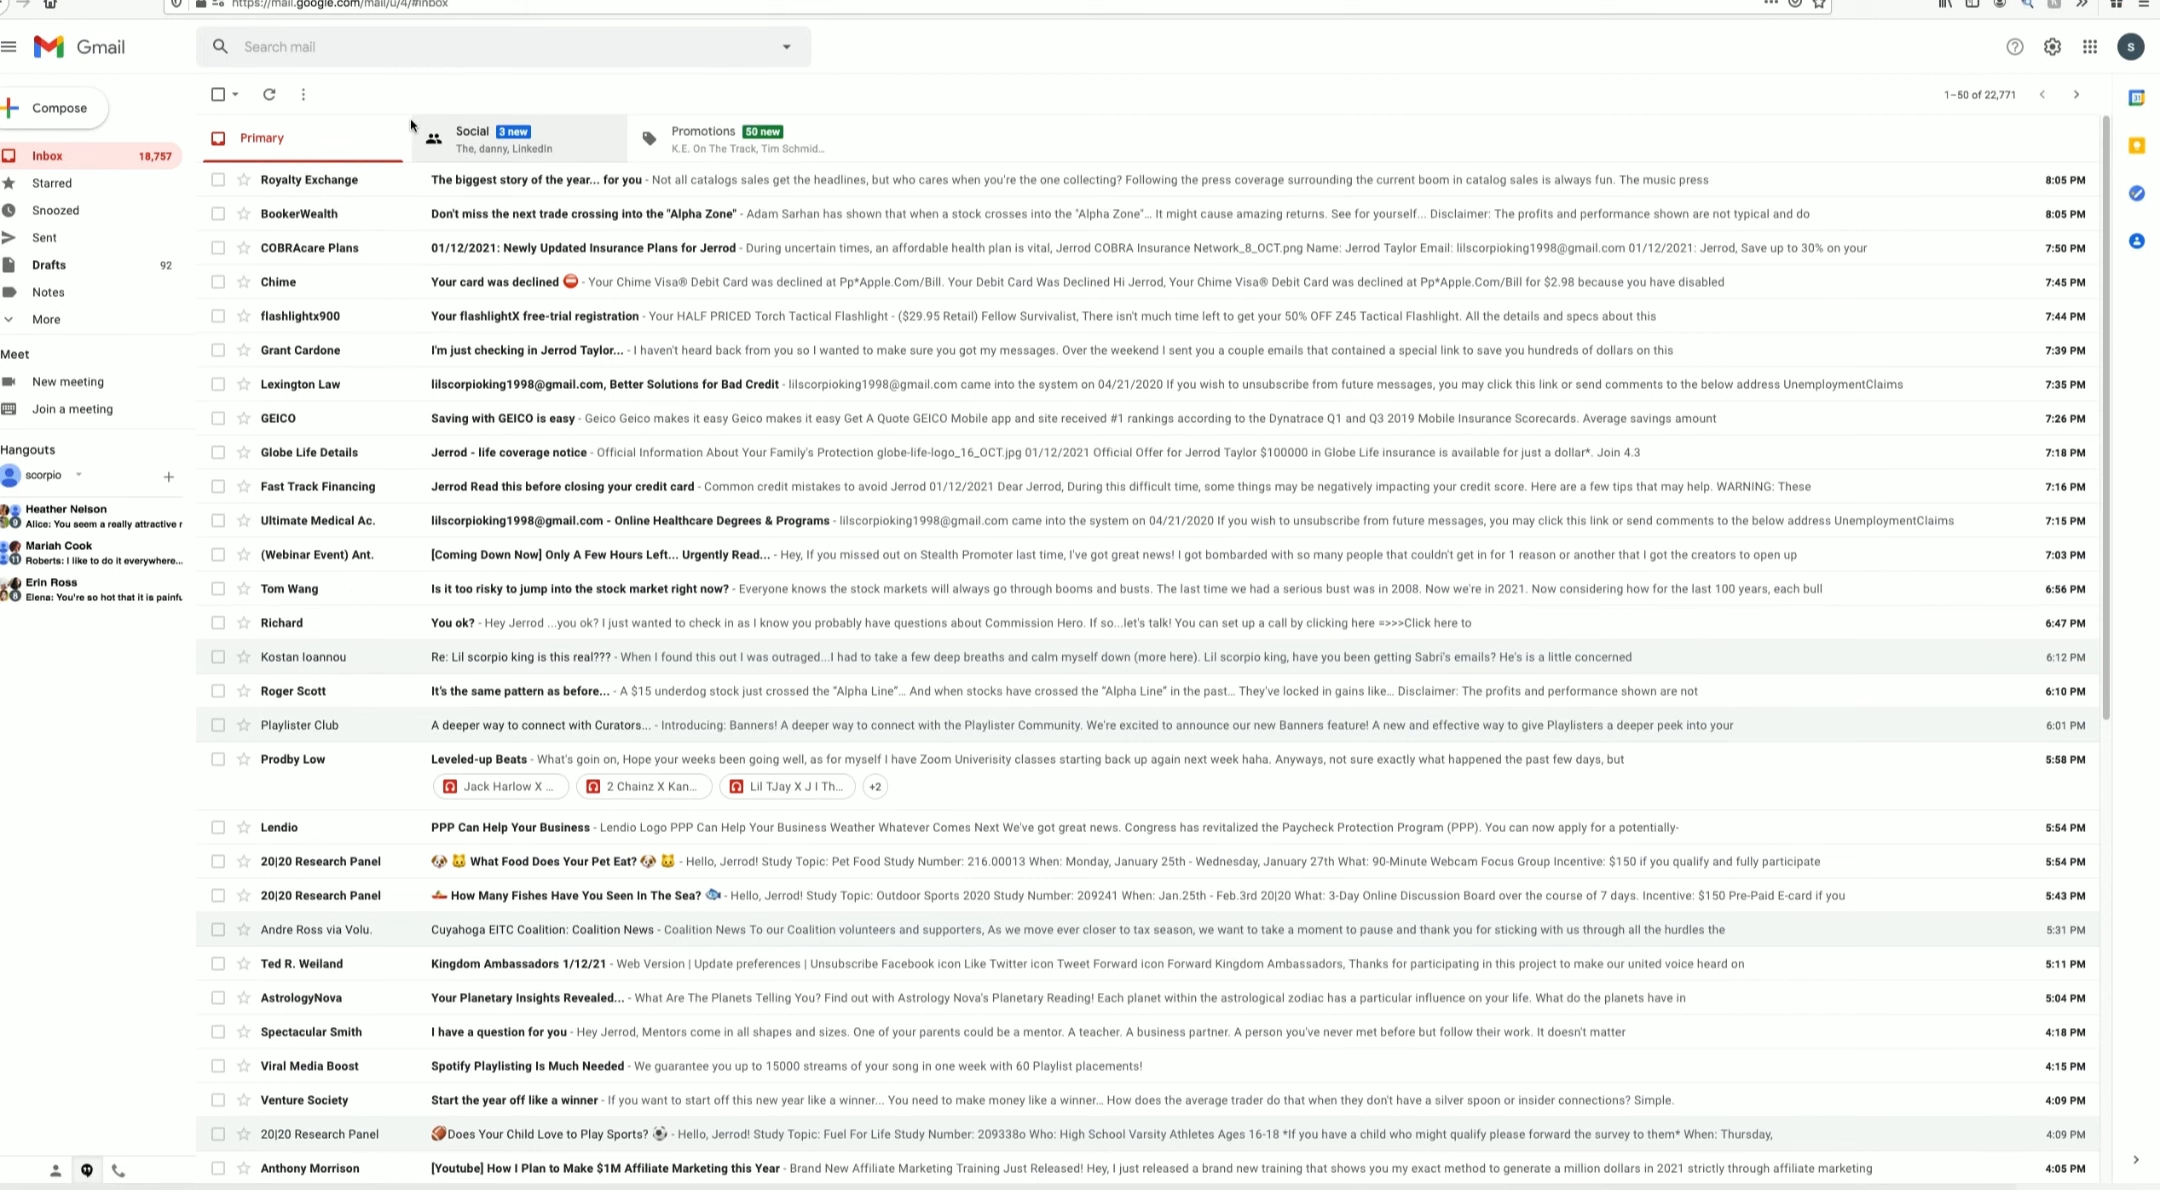 https://mail.google.com/mail/u/4/#inbox
Gmail
Search mail
S
Compose
1–50 of 22,771
Primary
Social 3 new
The, danny, LinkedIn
Promotions 50 new
K.E. On The Track, Tim Schmid...
Inbox 18,757
Starred
Snoozed
Sent
Drafts 92
Notes
More
Meet
New meeting
Join a meeting
Hangouts
scorpio
Heather Nelson
Alice: You seem a really attractive r
Mariah Cook
Roberts: I like to do it everywhere...
Erin Ross
Elena: You're so hot that it is painfu
Royalty Exchange The biggest story of the year... for you - Not all catalogs sales get the headlines, but who cares when you're the one collecting? Following the press coverage surrounding the current boom in catalog sales is always fun. The music press 8:05 PM
BookerWealth Don't miss the next trade crossing into the "Alpha Zone" - Adam Sarhan has shown that when a stock crosses into the "Alpha Zone"... It might cause amazing returns. See for yourself... Disclaimer: The profits and performance shown are not typical and do 8:05 PM
COBRAcare Plans 01/12/2021: Newly Updated Insurance Plans for Jerrod - During uncertain times, an affordable health plan is vital, Jerrod COBRA Insurance Network_8_OCT.png Name: Jerrod Taylor Email: lilscorpioking1998@gmail.com 01/12/2021: Jerrod, Save up to 30% on your 7:50 PM
Chime Your card was declined ⛔ - Your Chime Visa® Debit Card was declined at Pp*Apple.Com/Bill. Your Debit Card Was Declined Hi Jerrod, Your Chime Visa® Debit Card was declined at Pp*Apple.Com/Bill for $2.98 because you have disabled 7:45 PM
flashlightx900 Your flashlightX free-trial registration - Your HALF PRICED Torch Tactical Flashlight - ($29.95 Retail) Fellow Survivalist, There isn't much time left to get your 50% OFF Z45 Tactical Flashlight. All the details and specs about this 7:44 PM
Grant Cardone I'm just checking in Jerrod Taylor... - I haven't heard back from you so I wanted to make sure you got my messages. Over the weekend I sent you a couple emails that contained a special link to save you hundreds of dollars on this 7:39 PM
Lexington Law lilscorpioking1998@gmail.com, Better Solutions for Bad Credit - lilscorpioking1998@gmail.com came into the system on 04/21/2020 If you wish to unsubscribe from future messages, you may click this link or send comments to the below address UnemploymentClaims 7:35 PM
GEICO Saving with GEICO is easy - Geico Geico makes it easy Geico makes it easy Get A Quote GEICO Mobile app and site received #1 rankings according to the Dynatrace Q1 and Q3 2019 Mobile Insurance Scorecards. Average savings amount 7:26 PM
Globe Life Details Jerrod - life coverage notice - Official Information About Your Family's Protection globe-life-logo_16_OCT.jpg 01/12/2021 Official Offer for Jerrod Taylor $100000 in Globe Life insurance is available for just a dollar*. Join 4.3 7:18 PM
Fast Track Financing Jerrod Read this before closing your credit card - Common credit mistakes to avoid Jerrod 01/12/2021 Dear Jerrod, During this difficult time, some things may be negatively impacting your credit score. Here are a few tips that may help. WARNING: These 7:16 PM
Ultimate Medical Ac. lilscorpioking1998@gmail.com - Online Healthcare Degrees & Programs - lilscorpioking1998@gmail.com came into the system on 04/21/2020 If you wish to unsubscribe from future messages, you may click this link or send comments to the below address UnemploymentClaims 7:15 PM
(Webinar Event) Ant. [Coming Down Now] Only A Few Hours Left... Urgently Read... - Hey, If you missed out on Stealth Promoter last time, I've got great news! I got bombarded with so many people that couldn't get in for 1 reason or another that I got the creators to open up 7:03 PM
Tom Wang Is it too risky to jump into the stock market right now? - Everyone knows the stock markets will always go through booms and busts. The last time we had a serious bust was in 2008. Now we're in 2021. Now considering how for the last 100 years, each bull 6:56 PM
Richard You ok? - Hey Jerrod ...you ok? I just wanted to check in as I know you probably have questions about Commission Hero. If so...let's talk! You can set up a call by clicking here =>>>Click here to 6:47 PM
Kostan Ioannou Re: Lil scorpio king is this real??? - When I found this out I was outraged...I had to take a few deep breaths and calm myself down (more here). Lil scorpio king, have you been getting Sabri's emails? He's is a little concerned 6:12 PM
Roger Scott It's the same pattern as before... - A $15 underdog stock just crossed the "Alpha Line"... And when stocks have crossed the "Alpha Line" in the past... They've locked in gains like... Disclaimer: The profits and performance shown are not 6:10 PM
Playlister Club A deeper way to connect with Curators... - Introducing: Banners! A deeper way to connect with the Playlister Community. We're excited to announce our new Banners feature! A new and effective way to give Playlisters a deeper peek into your 6:01 PM
Prodby Low Leveled-up Beats - What's goin on, Hope your weeks been going well, as for myself I have Zoom Univerisity classes starting back up again next week haha. Anyways, not sure exactly what happened the past few days, but 5:58 PM
Jack Harlow X ... 2 Chainz X Kan... Lil TJay X J I Th... +2
Lendio PPP Can Help Your Business - Lendio Logo PPP Can Help Your Business Weather Whatever Comes Next We've got great news. Congress has revitalized the Paycheck Protection Program (PPP). You can now apply for a potentially- 5:54 PM
20|20 Research Panel 🐶 🐱 What Food Does Your Pet Eat? 🐶 🐱 - Hello, Jerrod! Study Topic: Pet Food Study Number: 216.00013 When: Monday, January 25th - Wednesday, January 27th What: 90-Minute Webcam Focus Group Incentive: $150 if you qualify and fully participate 5:54 PM
20|20 Research Panel 🚤 How Many Fishes Have You Seen In The Sea? 🐟 - Hello, Jerrod! Study Topic: Outdoor Sports 2020 Study Number: 209241 When: Jan.25th - Feb.3rd 20|20 What: 3-Day Online Discussion Board over the course of 7 days. Incentive: $150 Pre-Paid E-card if you 5:43 PM
Andre Ross via Volu. Cuyahoga EITC Coalition: Coalition News - Coalition News To our Coalition volunteers and supporters, As we move ever closer to tax season, we want to take a moment to pause and thank you for sticking with us through all the hurdles the 5:31 PM
Ted R. Weiland Kingdom Ambassadors 1/12/21 - Web Version | Update preferences | Unsubscribe Facebook icon Like Twitter icon Tweet Forward icon Forward Kingdom Ambassadors, Thanks for participating in this project to make our united voice heard on 5:11 PM
AstrologyNova Your Planetary Insights Revealed... - What Are The Planets Telling You? Find out with Astrology Nova's Planetary Reading! Each planet within the astrological zodiac has a particular influence on your life. What do the planets have in 5:04 PM
Spectacular Smith I have a question for you - Hey Jerrod, Mentors come in all shapes and sizes. One of your parents could be a mentor. A teacher. A business partner. A person you've never met before but follow their work. It doesn't matter 4:18 PM
Viral Media Boost Spotify Playlisting Is Much Needed - We guarantee you up to 15000 streams of your song in one week with 60 Playlist placements! 4:15 PM
Venture Society Start the year off like a winner - If you want to start off this new year like a winner... You need to make money like a winner... How does the average trader do that when they don't have a silver spoon or insider connections? Simple. 4:09 PM
20|20 Research Panel 🏈Does Your Child Love to Play Sports? ⚽ - Hello, Jerrod! Study Topic: Fuel For Life Study Number: 209338o Who: High School Varsity Athletes Ages 16-18 *If you have a child who might qualify please forward the survey to them* When: Thursday, 4:09 PM
Anthony Morrison [Youtube] How I Plan to Make $1M Affiliate Marketing this Year - Brand New Affiliate Marketing Training Just Released! Hey, I just released a brand new training that shows you my exact method to generate a million dollars in 2021 strictly through affiliate marketing 4:05 PM